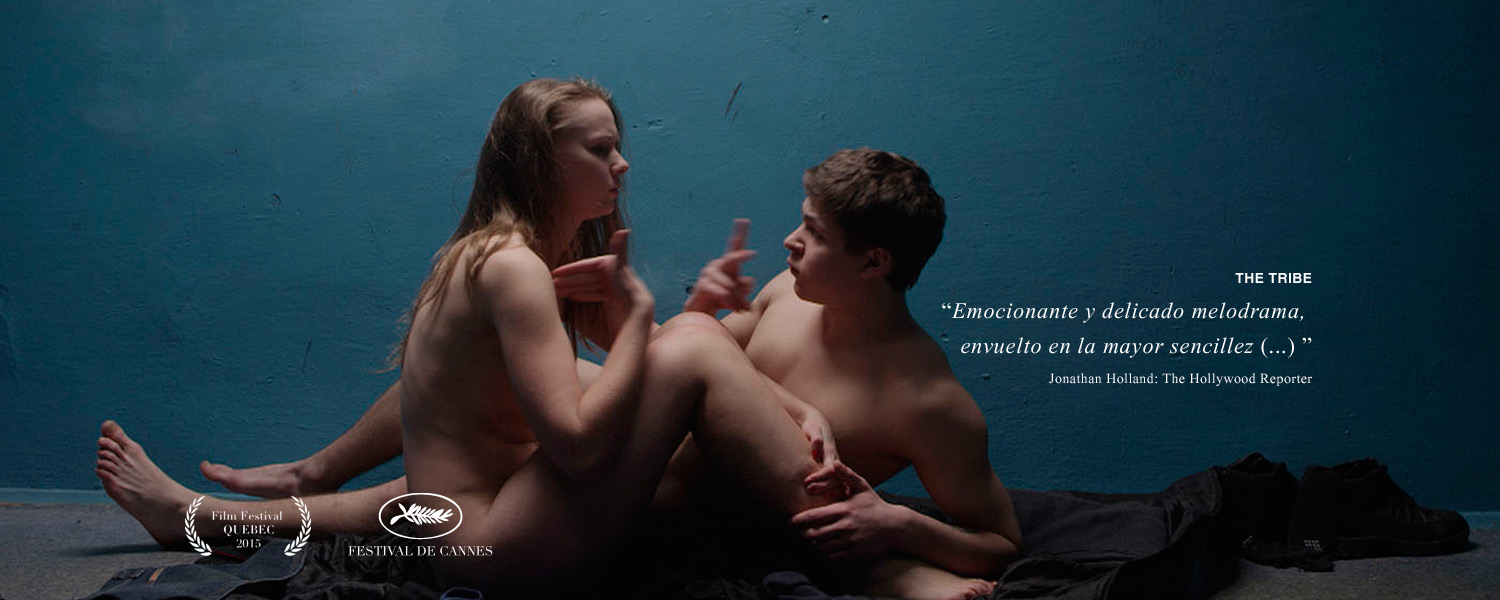 THE TRIBE
“Emocionante y delicado melodrama,
envuelto en la mayor sencillez (...) ”
Jonathan Holland: The Hollywood Reporter
Film Festival
QUEBEC
2015
FESTIVAL DE CANNES